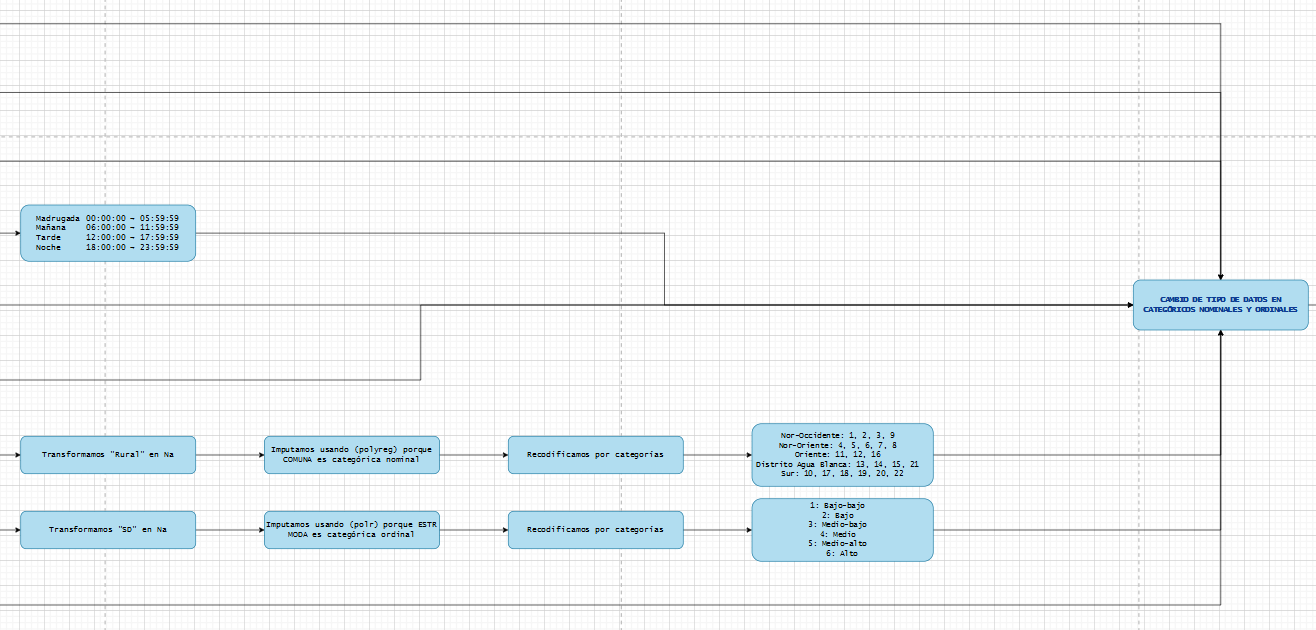 Madrugada 00:00:00 → 05:59:59
Mañana 06:00:00 → 11:59:59
Tarde 12:00:00 → 17:59:59
Noche 18:00:00 → 23:59:59
CAMBIO DE TIPO DE DATOS EN
CATEGÓRICOS NOMINALES Y ORDINALES
Transformamos "Rural" en Na
Imputamos usando (polyreg) porque
COMUNA es categórica nominal
Recodificamos por categorías
Nor-Occidente: 1, 2, 3, 9
Nor-Oriente: 4, 5, 6, 7, 8
Oriente: 11, 12, 16
Distrito Agua Blanca: 13, 14, 15, 21
Sur: 10, 17, 18, 19, 20, 22
Transformamos "SD" en Na
Imputamos usando (polr) porque ESTR
MODA es categórica ordinal
Recodificamos por categorías
1: Bajo-bajo
2: Bajo
3: Medio-bajo
4: Medio
5: Medio-alto
6: Alto